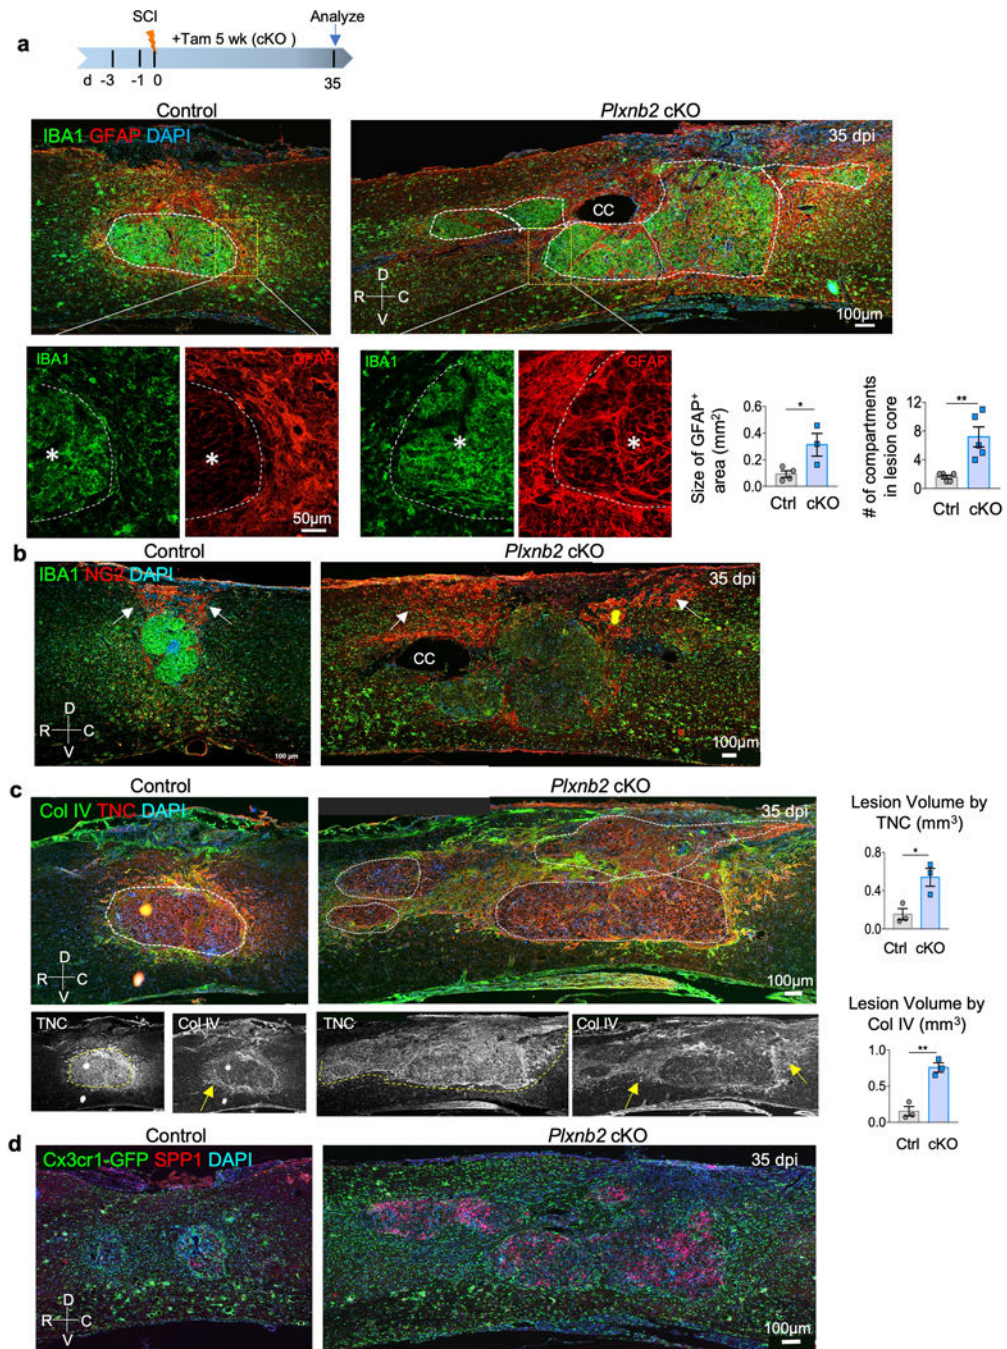 a
SCI
Analyze
+Tam 5 wk (cKO )
d -3 -1 0 35
Control
Plxnb2 cKO
IBA1 GFAP DAPI
35 dpi
CC
D
R C
V
100µm
IBA1
GFAP
IBA1
GFAP
*
*
*
*
50µm
Size of GFAP+
area (mm2)
0.6
0.4
0.2
0.0
*
Ctrl cKO
# of compartments
in lesion core
12
8
4
0
**
Ctrl cKO
b
Control
Plxnb2 cKO
IBA1 NG2 DAPI
35 dpi
CC
D
R C
V
100 µm
100µm
c
Control
Plxnb2 cKO
Col IV TNC DAPI
35 dpi
D
R C
V
100µm
Lesion Volume by
TNC (mm3)
0.8
0.4
0.0
*
Ctrl cKO
TNC
Col IV
TNC
Col IV
Lesion Volume by
Col IV (mm3)
1.0
0.5
0.0
**
Ctrl cKO
d
Control
Plxnb2 cKO
Cx3cr1-GFP SPP1 DAPI
35 dpi
D
R C
V
100µm